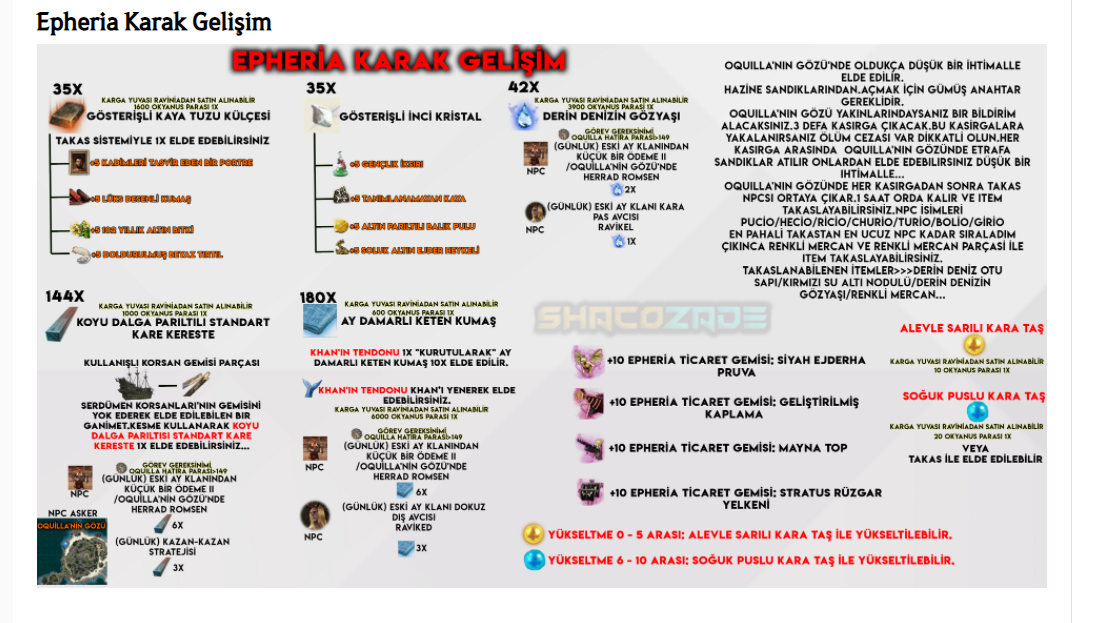 Epheria Karak Gelişim
EPHERİA KARAK GELİŞİM
35X
KARGA YUVASI RAVİNİADAN SATIN ALINABİLİR
1600 OKYANUS PARASI 1X
GÖSTERİŞLİ KAYA TUZU KÜLÇESİ
TAKAS SİSTEMİYLE 1X ELDE EDEBİLİRSİNİZ
+5 KADİMLERİ TASVİR EDEN BİR PORTRE
+5 LÜKS DESENLİ KUMAŞ
+5 102 YILLIK ALTIN BİTKİ
+5 DOLDURULMUŞ BEYAZ TIRTIL
35X
GÖSTERİŞLİ İNCİ KRİSTAL
+5 GENÇLİK İKSİRİ
+5 TANIMLANAMAYAN KAYA
+5 ALTIN PARILTILI BALIK PULU
+5 SOLUK ALTIN EJDER HEYKELİ
42X
KARGA YUVASI RAVİNİADAN SATIN ALINABİLİR
3900 OKYANUS PARASI 1X
DERİN DENİZİN GÖZYAŞI
GÖREV GEREKSİNİMİ
OQUILLA HATIRA PARASI>149
(GÜNLÜK) ESKİ AY KLANINDAN
KÜÇÜK BİR ÖDEME II
/OQUİLLA'NIN GÖZÜ'NDE
HERRAD ROMSEN
NPC
2X
(GÜNLÜK) ESKİ AY KLANI KARA
PAS AVCISI
RAVİKEL
NPC
1X
OQUILLA'NIN GÖZÜ'NDE OLDUKÇA DÜŞÜK BİR İHTİMALLE
ELDE EDİLİR.
HAZİNE SANDIKLARINDAN.AÇMAK İÇİN GÜMÜŞ ANAHTAR
GEREKLİDİR.
OQUILLA'NIN GÖZÜ YAKINLARINDAYSANIZ BİR BİLDİRİM
ALACAKSINIZ.3 DEFA KASIRGA ÇIKACAK.BU KASİRGALARA
YAKALANIRSANIZ ÖLÜM CEZASI VAR DİKKATLİ OLUN.HER
KASIRGA ARASINDA OQUİLLA'NIN GÖZÜNDE ETRAFA
SANDIKLAR ATILIR ONLARDAN ELDE EDEBILIRSINIZ DÜŞÜK BİR
İHTİMALLE...
OQUILLA'NIN GÖZÜNDE HER KASIRGADAN SONRA TAKAS
NPCSI ORTAYA ÇIKAR.1 SAAT ORDA KALIR VE ITEM
TAKASLAYABİLİRSİNİZ.NPC İSİMLERİ
PUCİO/HECİO/RİCİO/CHURİO/TURİO/BOLİO/GİRİO
EN PAHALI TAKASTAN EN UCUZ NPC KADAR SIRALADIM
ÇIKINCA RENKLİ MERCAN VE RENKLİ MERCAN PARÇASI İLE
ITEM TAKASLAYABİLİRSİNİZ.
TAKASLANABİLENEN İTEMLER>>>DERİN DENİZ OTU
SAPI/KIRMIZI SU ALTI NODULÜ/DERİN DENİZİN
GÖZYAŞI/RENKLİ MERCAN...
144X
KARGA YUVASI RAVİNİADAN SATIN ALINABİLİR
1000 OKYANUS PARASI 1X
KOYU DALGA PARILTILI STANDART
KARE KERESTE
KULLANIŞLI KORSAN GEMİSİ PARÇASI
SERDÜMEN KORSANLARI'NIN GEMİSİNİ
YOK EDEREK ELDE EDİLEBİLEN BİR
GANİMET.KESME KULLANARAK KOYU
DALGA PARILTISI STANDART KARE
KERESTE 1X ELDE EDEBİLİRSİNİZ...
GÖREV GEREKSİNİMİ
OQUILLA HATIRA PARASI>149
(GÜNLÜK) ESKİ AY KLANINDAN
KÜÇÜK BİR ÖDEME II
/OQUİLLA'NIN GÖZÜ'NDE
HERRAD ROMSEN
NPC
6X
NPC ASKER
OQUİLLA'NIN GÖZÜ
(GÜNLÜK) KAZAN-KAZAN
STRATEJİSİ
3X
180X
KARGA YUVASI RAVİNİADAN SATIN ALINABİLİR
600 OKYANUS PARASI 1X
AY DAMARLI KETEN KUMAŞ
KHAN'IN TENDONU 1X "KURUTULARAK" AY
DAMARLI KETEN KUMAŞ 10X ELDE EDİLİR.
KHAN'IN TENDONU KHAN'I YENEREK ELDE
EDEBİLİRSİNİZ.
KARGA YUVASI RAVİNİADAN SATIN ALINABİLİR
6000 OKYANUS PARASI 1X
GÖREV GEREKSİNİMİ
OQUILLA HATIRA PARASI>149
(GÜNLÜK) ESKİ AY KLANINDAN
KÜÇÜK BİR ÖDEME II
/OQUİLLA'NIN GÖZÜ'NDE
HERRAD ROMSEN
NPC
6X
(GÜNLÜK) ESKİ AY KLANI DOKUZ
DIŞ AVCISI
RAVİKED
NPC
3X
SHACOZADE
+10 EPHERİA TİCARET GEMİSİ: SİYAH EJDERHA
PRUVA
+10 EPHERİA TİCARET GEMİSİ: GELİŞTİRİLMİŞ
KAPLAMA
+10 EPHERİA TİCARET GEMİSİ: MAYNA TOP
+10 EPHERİA TİCARET GEMİSİ: STRATUS RÜZGAR
YELKENİ
ALEVLE SARILI KARA TAŞ
KARGA YUVASI RAVİNİADAN SATIN ALINABİLİR
10 OKYANUS PARASI 1X
SOĞUK PUSLU KARA TAŞ
KARGA YUVASI RAVİNİADAN SATIN ALINABİLİR
20 OKYANUS PARASI 1X
VEYA
TAKAS İLE ELDE EDİLEBİLİR
YÜKSELTME 0 - 5 ARASI: ALEVLE SARILI KARA TAŞ İLE YÜKSELTİLEBİLİR.
YÜKSELTME 6 - 10 ARASI: SOĞUK PUSLU KARA TAŞ İLE YÜKSELTİLEBİLİR.